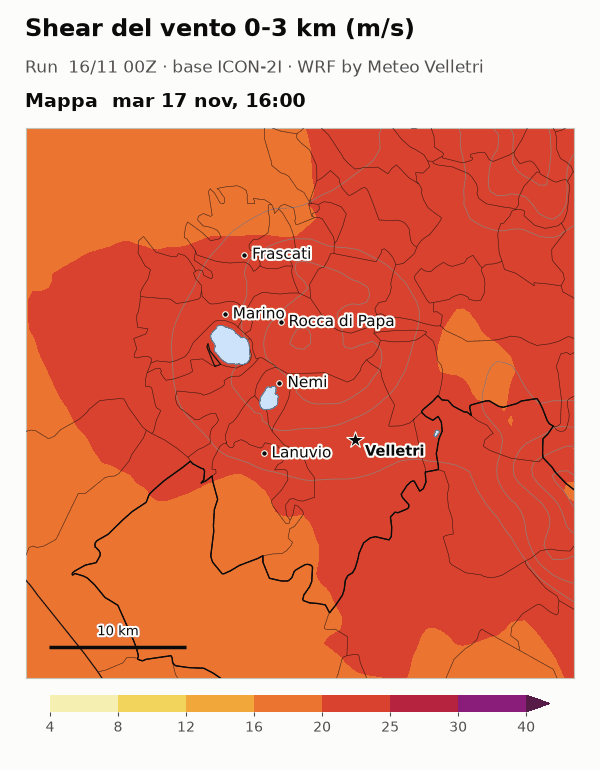 Shear del vento 0-3 km (m/s)
Run  16/11 00Z · base ICON-2I · WRF by Meteo Velletri
Mappa  mar 17 nov, 16:00
Frascati
Marino
Rocca di Papa
Nemi
Velletri
Lanuvio
10 km
4 8 12 16 20 25 30 40